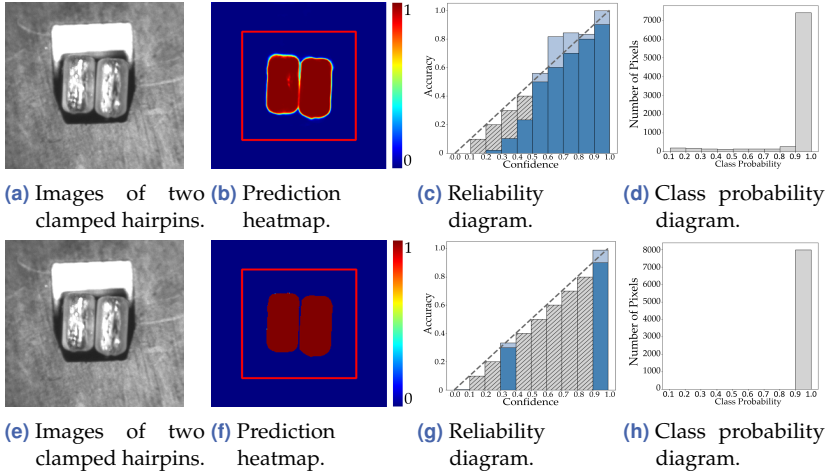 1
0
Accuracy
1.0
0.8
0.6
0.4
0.2
0
0.0 0.1 0.2 0.3 0.4 0.5 0.6 0.7 0.8 0.9 1.0
Confidence
Number of Pixels
7000
6000
5000
4000
3000
2000
1000
0
0.1 0.2 0.3 0.4 0.5 0.6 0.7 0.8 0.9 1.0
Class Probability
(a) Images of two
clamped hairpins.
(b) Prediction
heatmap.
(c) Reliability
diagram.
(d) Class probability
diagram.
1
0
Accuracy
1.0
0.8
0.6
0.4
0.2
0
0.0 0.1 0.2 0.3 0.4 0.5 0.6 0.7 0.8 0.9 1.0
Confidence
Number of Pixels
8000
7000
6000
5000
4000
3000
2000
1000
0
0.1 0.2 0.3 0.4 0.5 0.6 0.7 0.8 0.9 1.0
Class Probability
(e) Images of two
clamped hairpins.
(f) Prediction
heatmap.
(g) Reliability
diagram.
(h) Class probability
diagram.